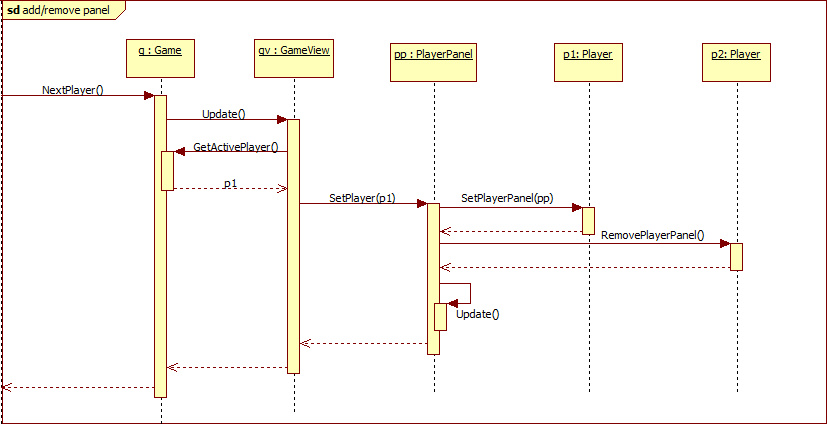 sd add/remove panel
g : Game
gv : GameView
pp : PlayerPanel
p1: Player
p2: Player
NextPlayer()
Update()
GetActivePlayer()
p1
SetPlayer(p1)
SetPlayerPanel(pp)
RemovePlayerPanel()
Update()